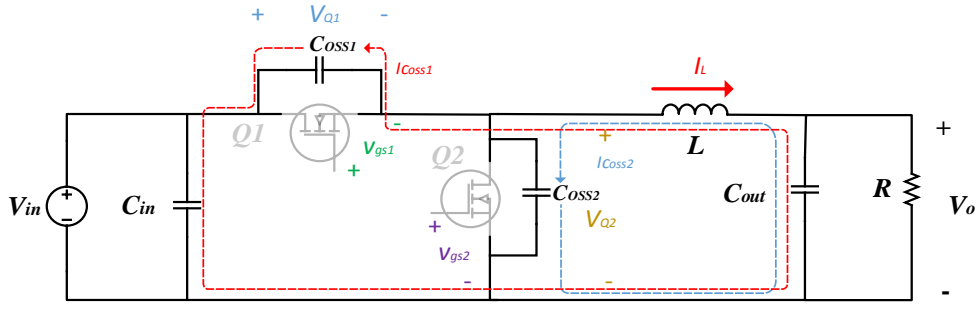 + VQ1 -
COSS1
ICoss1
IL
Q1
-
vgs1
+
Q2
+
ICoss2
L
+
Vin
+
-
Cin
COSS2
VQ2
Cout
R
Vo
+
vgs2
-
-
-